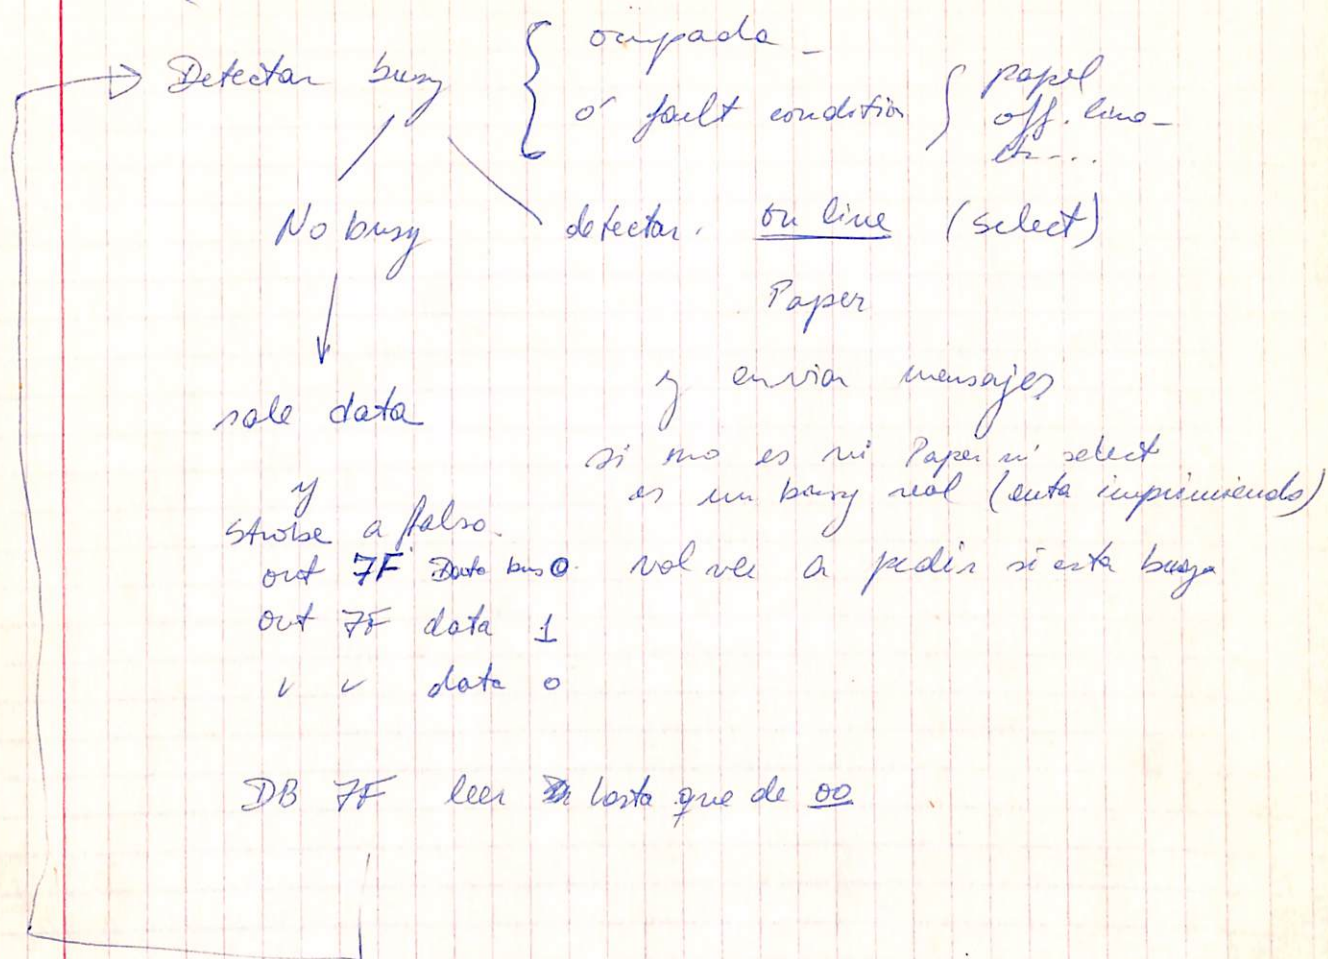 ocupada -
Detectar busy
ó fault condition
papel
off. line -
etc...
No busy
detectar. on line (select)
Paper
y enviar mensajes
sale data
si no es ni Paper ni select
es un busy real (esta imprimiendo)
y
Strobe a falso.
out 7F Data bus 0. volver a pedir si esta busy
out 7F data 1
✓ ✓ data 0
DB 7F leer hasta que de 00